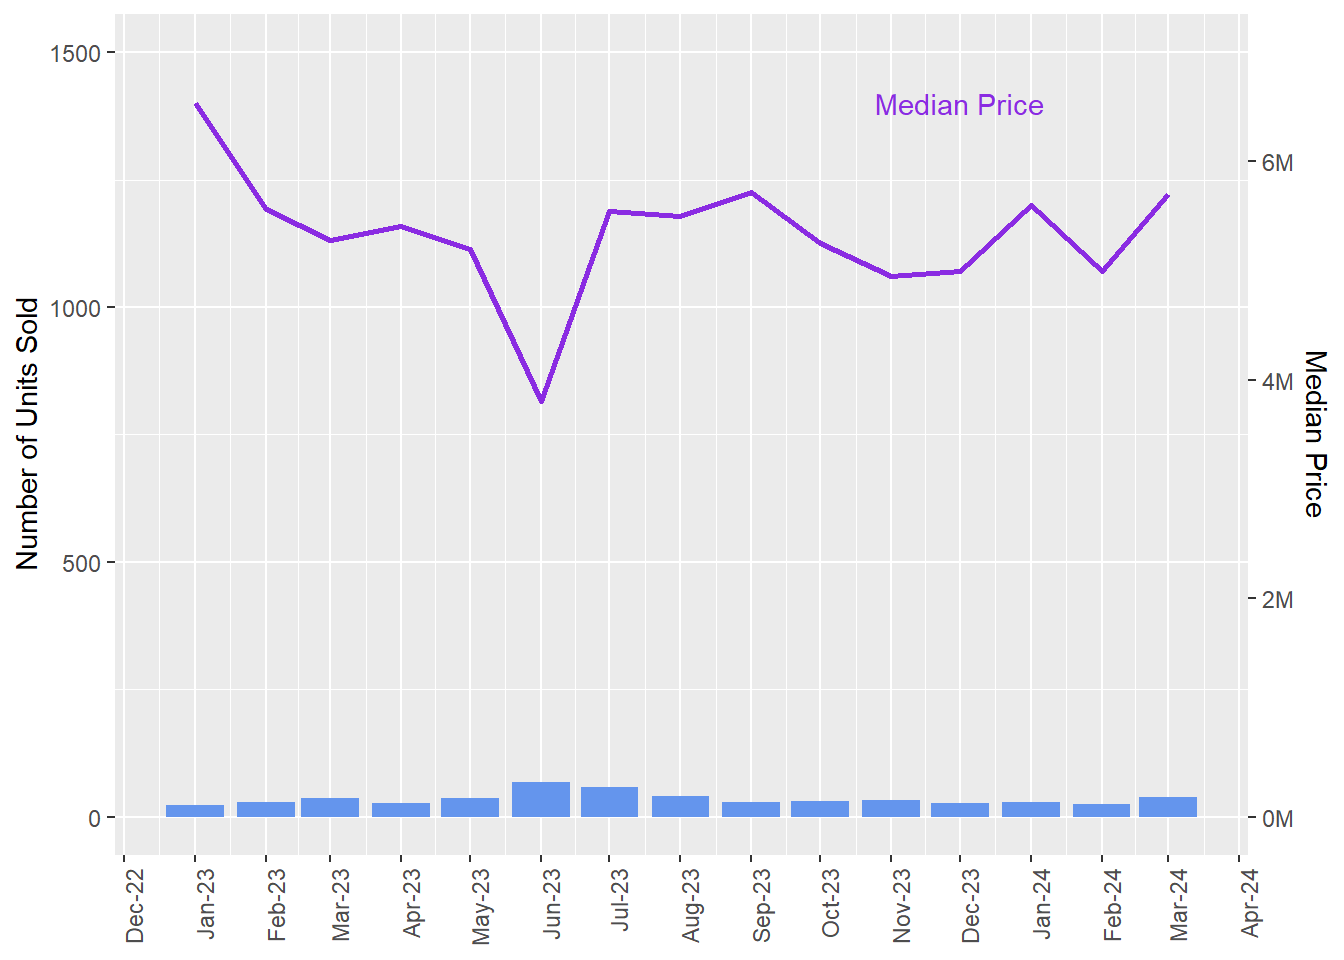 1500
1000
500
0
Number of Units Sold
Median Price
6M
4M
2M
0M
Median Price
Dec-22
Jan-23
Feb-23
Mar-23
Apr-23
May-23
Jun-23
Jul-23
Aug-23
Sep-23
Oct-23
Nov-23
Dec-23
Jan-24
Feb-24
Mar-24
Apr-24